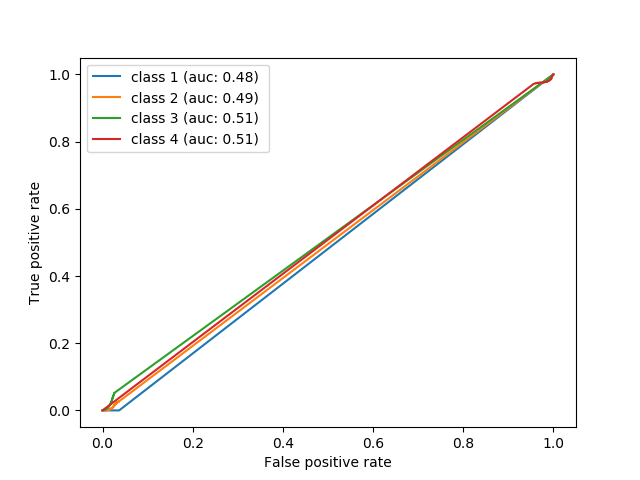 class 1 (auc: 0.48)
class 2 (auc: 0.49)
class 3 (auc: 0.51)
class 4 (auc: 0.51)
1.0
0.8
0.6
0.4
0.2
0.0
True positive rate
0.0 0.2 0.4 0.6 0.8 1.0
False positive rate